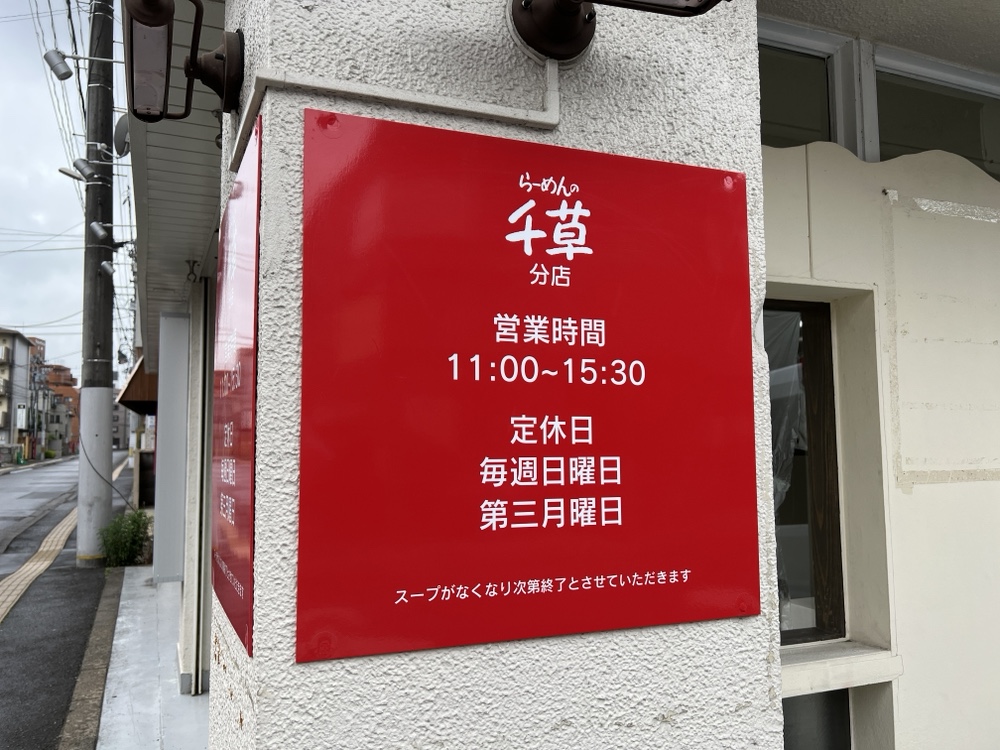 らーめんの
千草
分店
営業時間
11:00~15:30
定休日
毎週日曜日
第三月曜日
スープがなくなり次第終了とさせていただきます